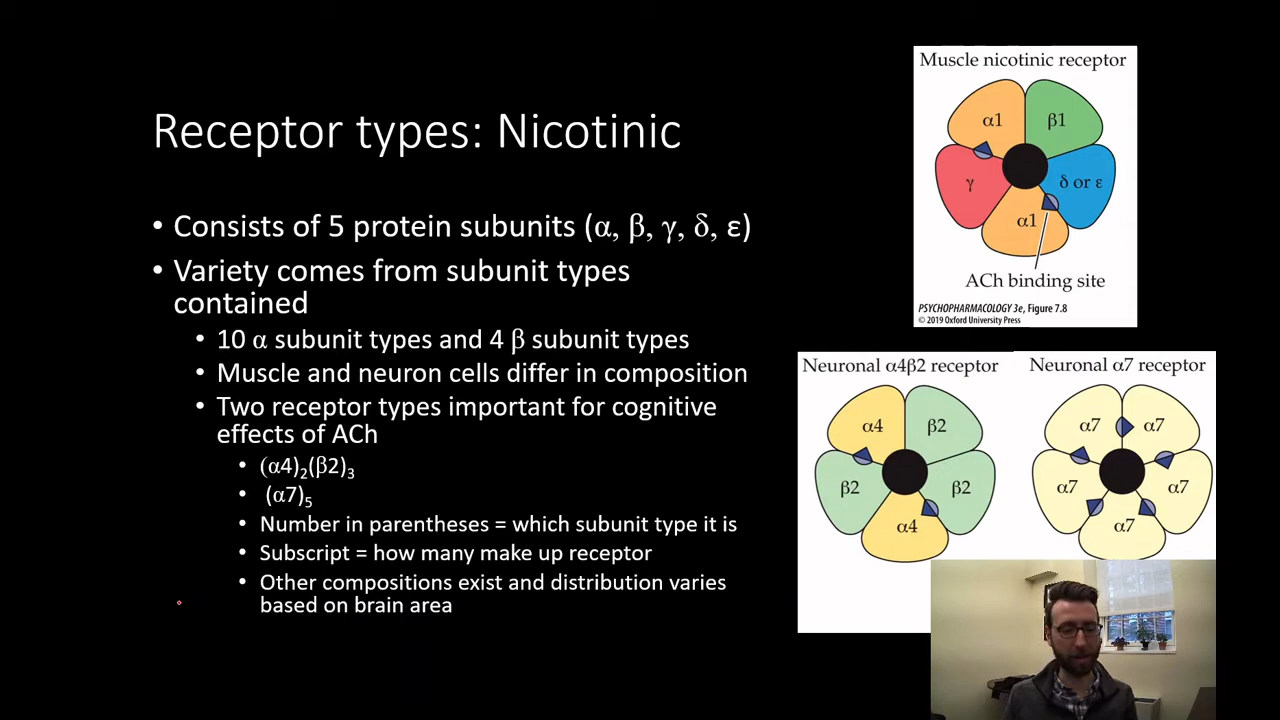 Receptor types: Nicotinic
• Consists of 5 protein subunits (α, β, γ, δ, ε)
• Variety comes from subunit types
contained
• 10 α subunit types and 4 β subunit types
• Muscle and neuron cells differ in composition
• Two receptor types important for cognitive
effects of ACh
• (α4)₂(β2)₃
• (α7)₅
• Number in parentheses = which subunit type it is
• Subscript = how many make up receptor
• Other compositions exist and distribution varies
based on brain area
Muscle nicotinic receptor
α1
β1
γ
δ or ε
α1
ACh binding site
PSYCHOPHARMACOLOGY 3e, Figure 7.8
© 2019 Oxford University Press
Neuronal α4β2 receptor
α4
β2
β2
β2
α4
Neuronal α7 receptor
α7
α7
α7
α7
α7